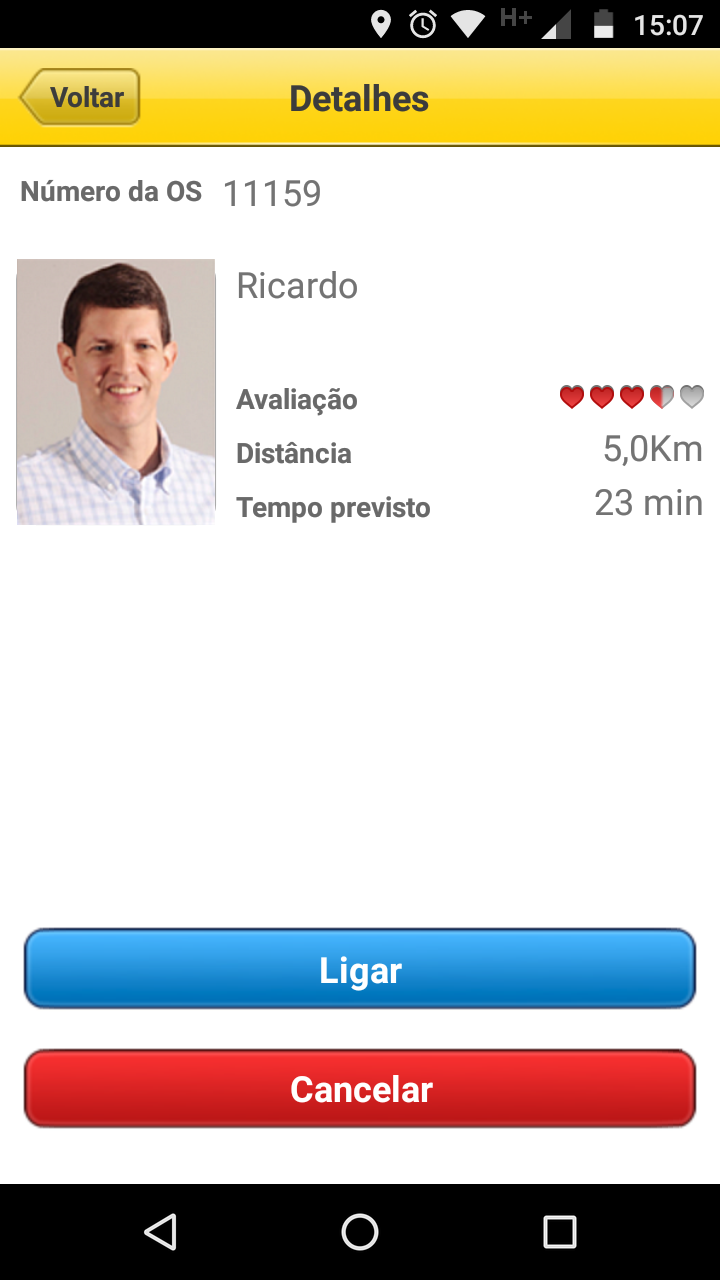 H+ 15:07
Voltar Detalhes
Número da OS 11159
Ricardo
Avaliação
Distância 5,0Km
Tempo previsto 23 min
Ligar
Cancelar